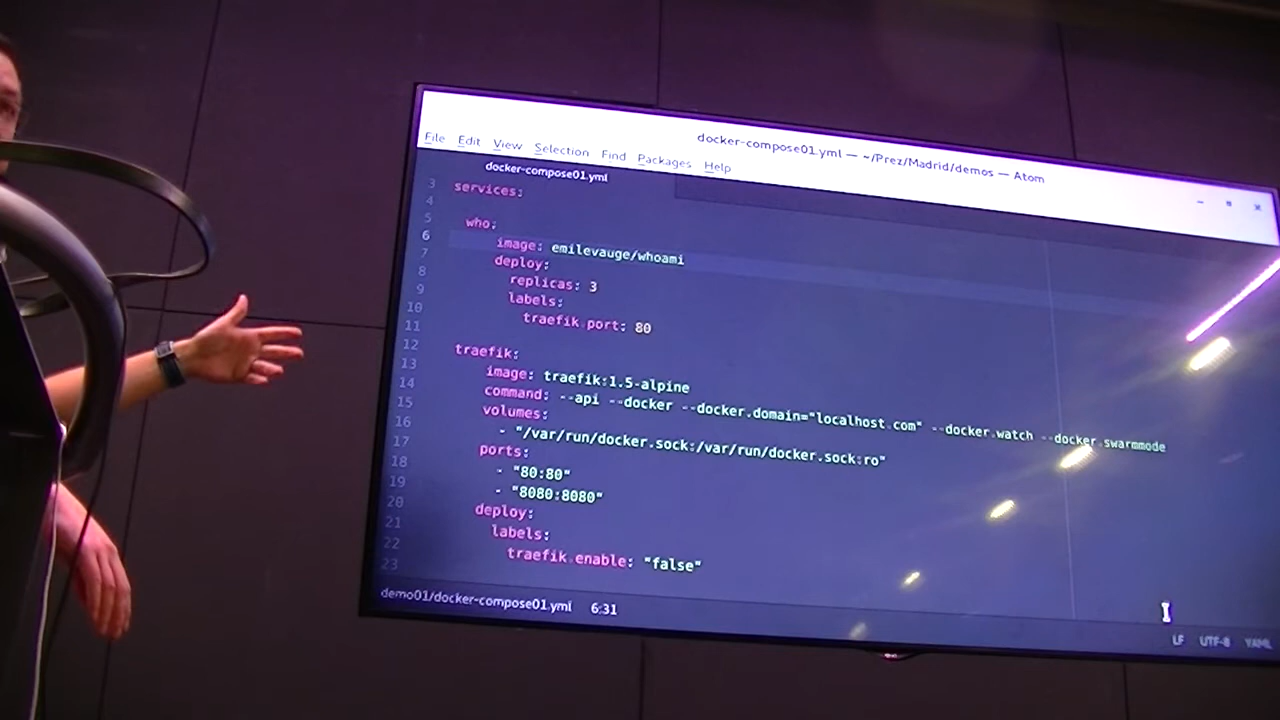 docker-compose01.yml — ~/Prez/Madrid/demos — Atom
File Edit View Selection Find Packages Help
docker-compose01.yml
3 services:
4
5 who:
6 image: emilevauge/whoami
7 deploy:
8 replicas: 3
9 labels:
10 traefik.port: 80
11
12 traefik:
13 image: traefik:1.5-alpine
14 command: --api --docker --docker.domain="localhost.com" --docker.watch --docker.swarmmode
15 volumes:
16 - "/var/run/docker.sock:/var/run/docker.sock:ro"
17 ports:
18 - "80:80"
19 - "8080:8080"
20 deploy:
21 labels:
22 traefik.enable: "false"
23
demo01/docker-compose01.yml 6:31
LF UTF-8 YAML